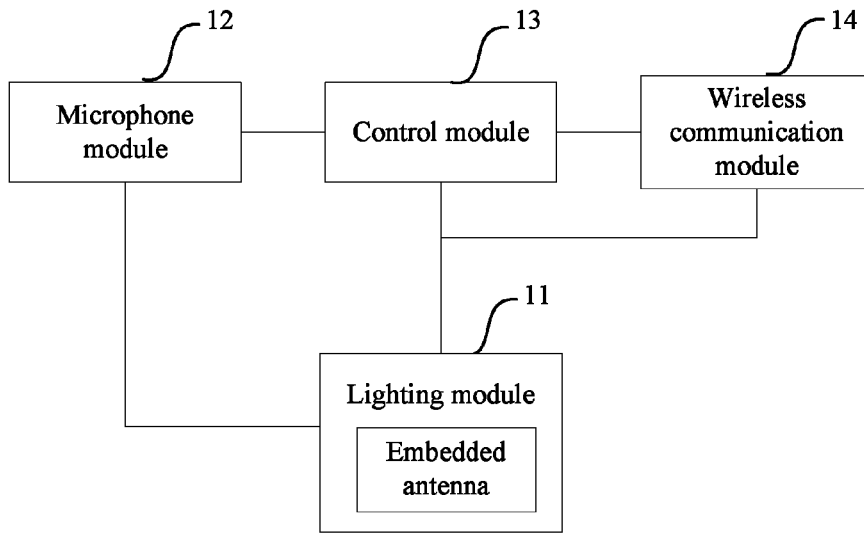 12
13
14
Microphone
module
Control module
Wireless
communication
module
11
Lighting module
Embedded
antenna